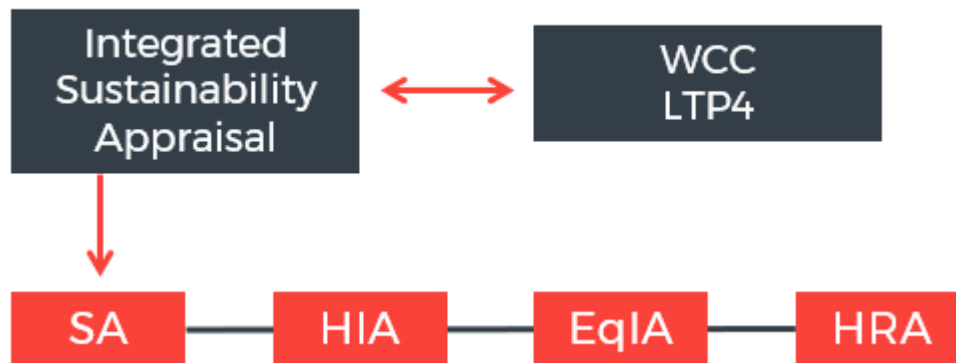 Integrated
Sustainability
Appraisal
WCC
LTP4
SA
HIA
EqIA
HRA